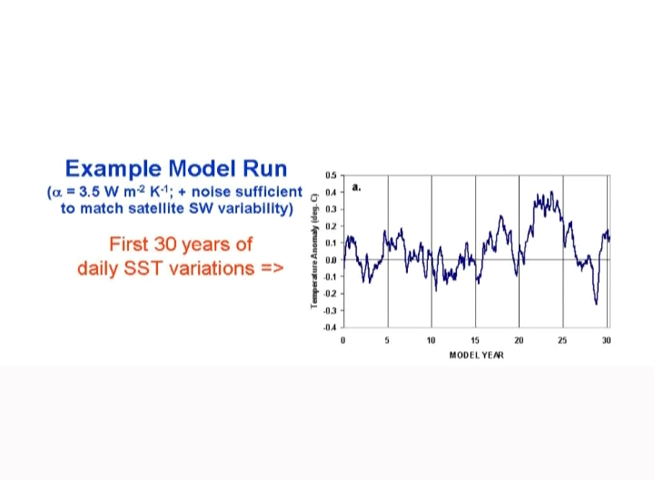 Example Model Run
(α = 3.5 W m-2 K-1; + noise sufficient
to match satellite SW variability)
First 30 years of
daily SST variations =>
a.
Temperature Anomaly (deg. C)
0.5
0.4
0.3
0.2
0.1
0.0
-0.1
-0.2
-0.3
-0.4
0 5 10 15 20 25 30
MODEL YEAR